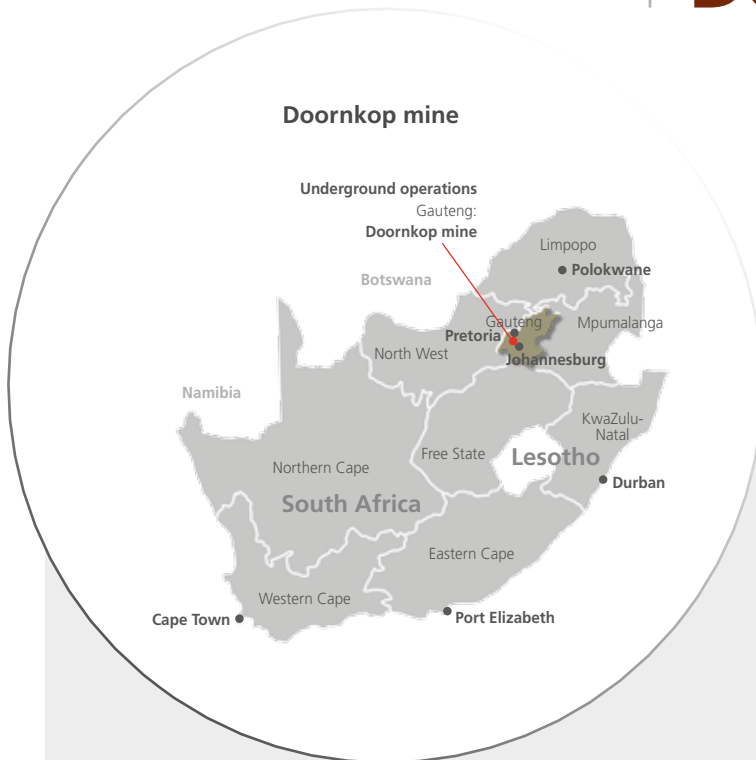 Doornkop mine
Underground operations
Gauteng:
Doornkop mine
Limpopo
Polokwane
Botswana
Gauteng
Mpumalanga
Pretoria
North West
Johannesburg
Namibia
KwaZulu-
Natal
Free State
Lesotho
Northern Cape
Durban
South Africa
Eastern Cape
Western Cape
Cape Town
Port Elizabeth